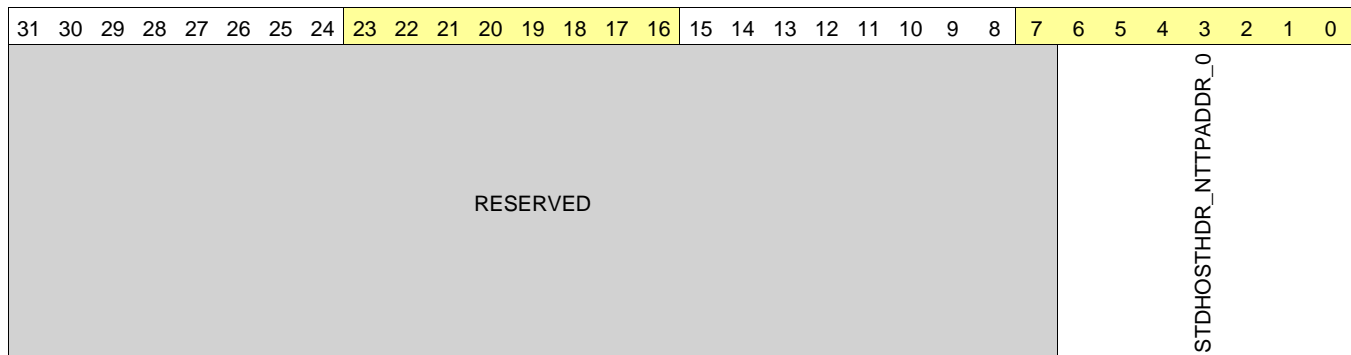 31 30 29 28 27 26 25 24 23 22 21 20 19 18 17 16 15 14 13 12 11 10 9 8 7 6 5 4 3 2 1 0
RESERVED
STDHOSTHDR_NTTPADDR_0